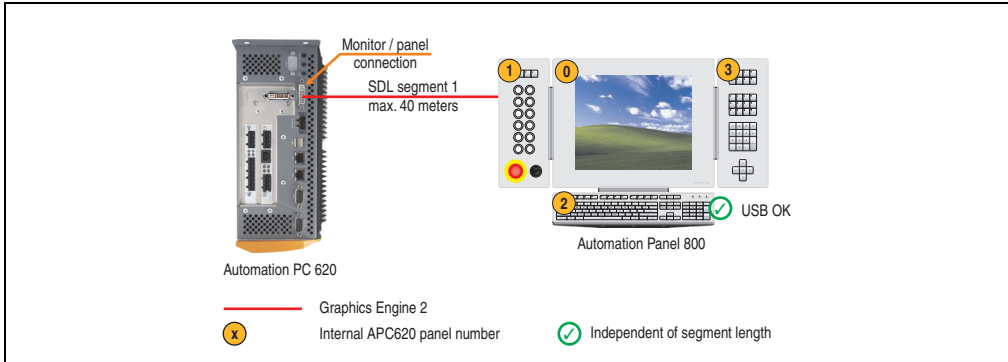 Monitor / panel
connection
SDL segment 1
max. 40 meters
1
0
3
2
USB OK
Automation Panel 800
Automation PC 620
Graphics Engine 2
x
Internal APC620 panel number
Independent of segment length